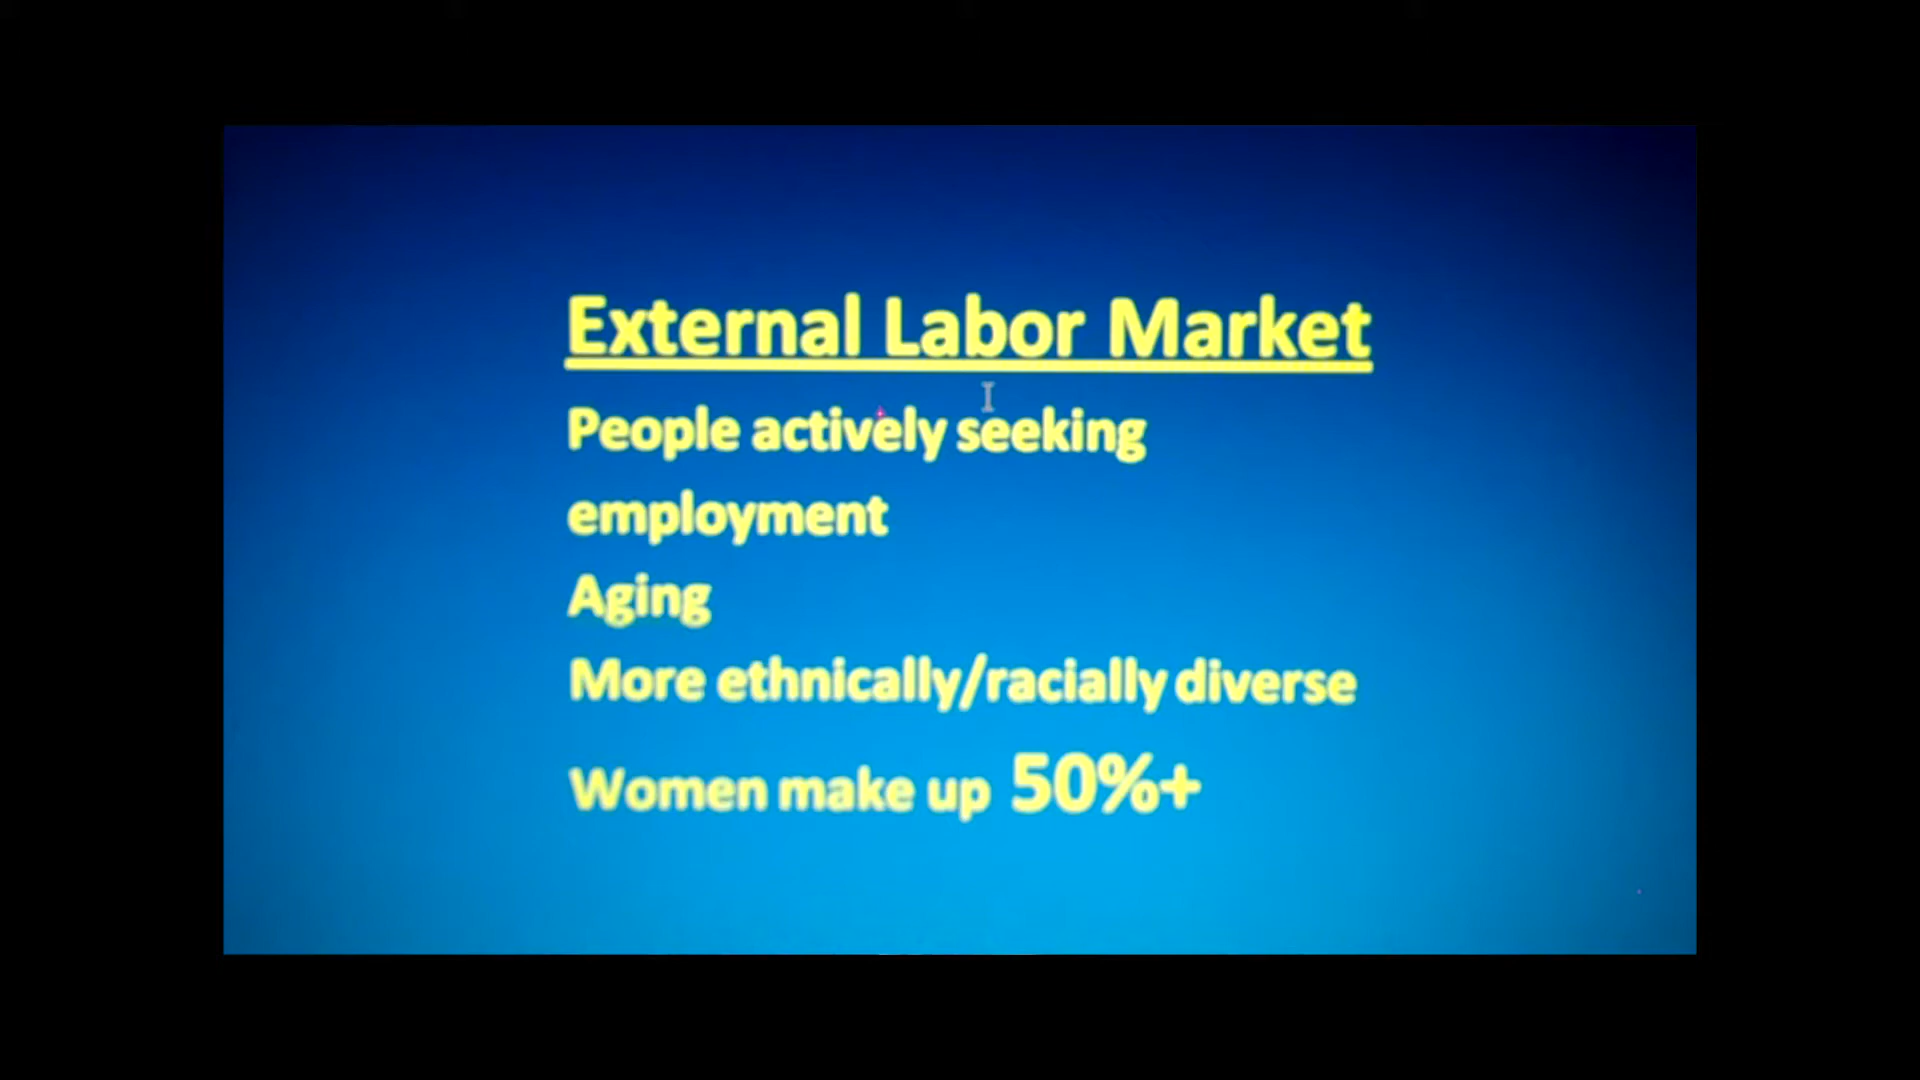 External Labor Market
People actively seeking
employment
Aging
More ethnically/racially diverse
Women make up 50%+